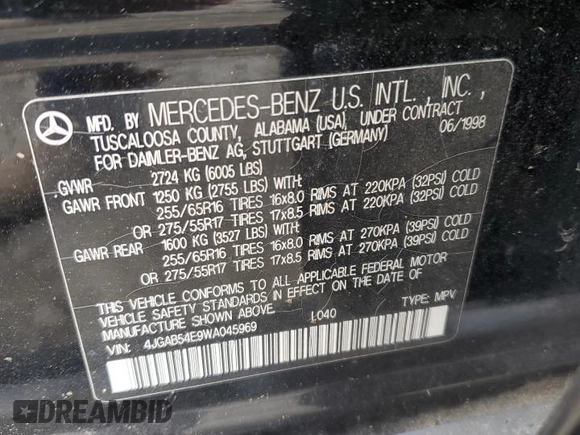 MFD. BY MERCEDES-BENZ U.S. INTL., INC.,
TUSCALOOSA COUNTY, ALABAMA (USA), UNDER CONTRACT
FOR DAIMLER-BENZ AG, STUTTGART (GERMANY) 06/1998
GVWR 2724 KG (6005 LBS)
GAWR FRONT 1250 KG (2755 LBS) WITH:
255/65R16 TIRES 16x8.0 RIMS AT 220KPA (32PSI) COLD
OR 275/55R17 TIRES 17x8.5 RIMS AT 220KPA (32PSI) COLD
GAWR REAR 1600 KG (3527 LBS) WITH:
255/65R16 TIRES 16x8.0 RIMS AT 270KPA (39PSI) COLD
OR 275/55R17 TIRES 17x8.5 RIMS AT 270KPA (39PSI) COLD
THIS VEHICLE CONFORMS TO ALL APPLICABLE FEDERAL MOTOR
VEHICLE SAFETY STANDARDS IN EFFECT ON THE DATE OF
MANUFACTURE SHOWN ABOVE.
VIN: 4JGAB54E9WA045969 L040 TYPE: MPV
DREAMBID